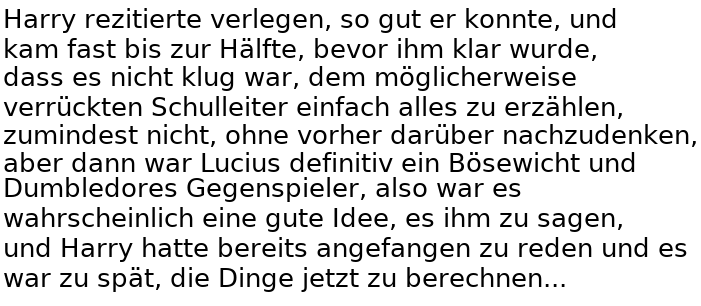 Harry rezitierte verlegen, so gut er konnte, und
kam fast bis zur Hälfte, bevor ihm klar wurde,
dass es nicht klug war, dem möglicherweise
verrückten Schulleiter einfach alles zu erzählen,
zumindest nicht, ohne vorher darüber nachzudenken,
aber dann war Lucius definitiv ein Bösewicht und
Dumbledores Gegenspieler, also war es
wahrscheinlich eine gute Idee, es ihm zu sagen,
und Harry hatte bereits angefangen zu reden und es
war zu spät, die Dinge jetzt zu berechnen...